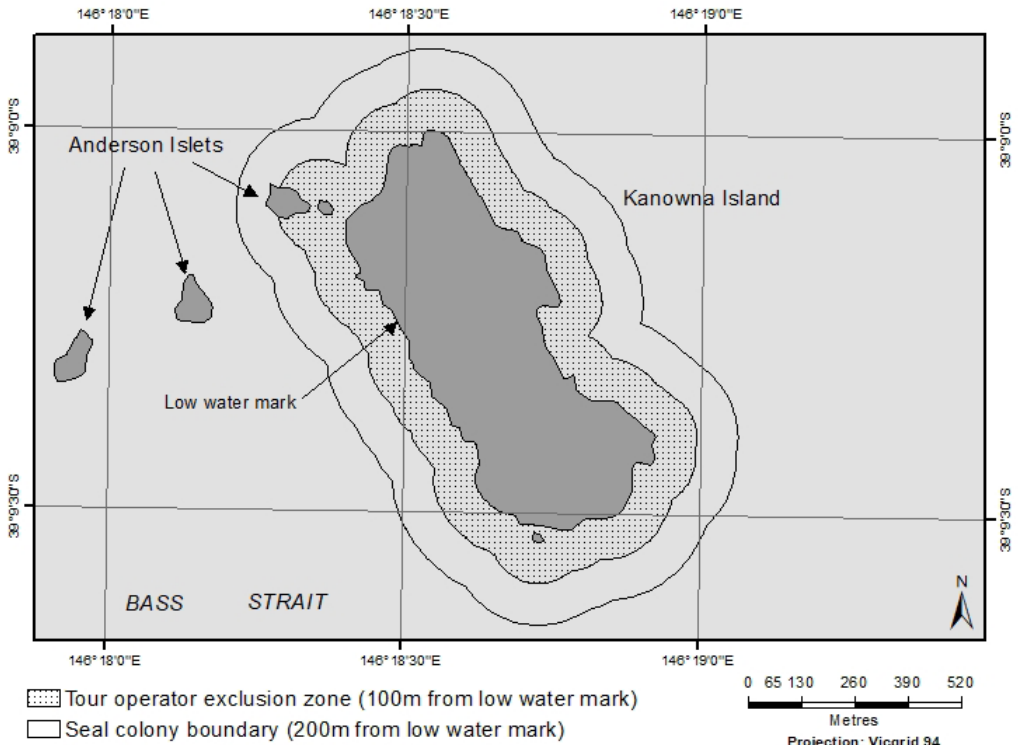 146° 18'0"E 146° 18'30"E 146° 19'0"E
39°9'0"S
39°9'0"S
Anderson Islets
Kanowna Island
Low water mark
39°9'30"S
39°9'30"S
BASS STRAIT
N
146° 18'0"E 146° 18'30"E 146° 19'0"E
Tour operator exclusion zone (100m from low water mark)
Seal colony boundary (200m from low water mark)
0 65 130 260 390 520
Metres
Projection: Vicgrid 94